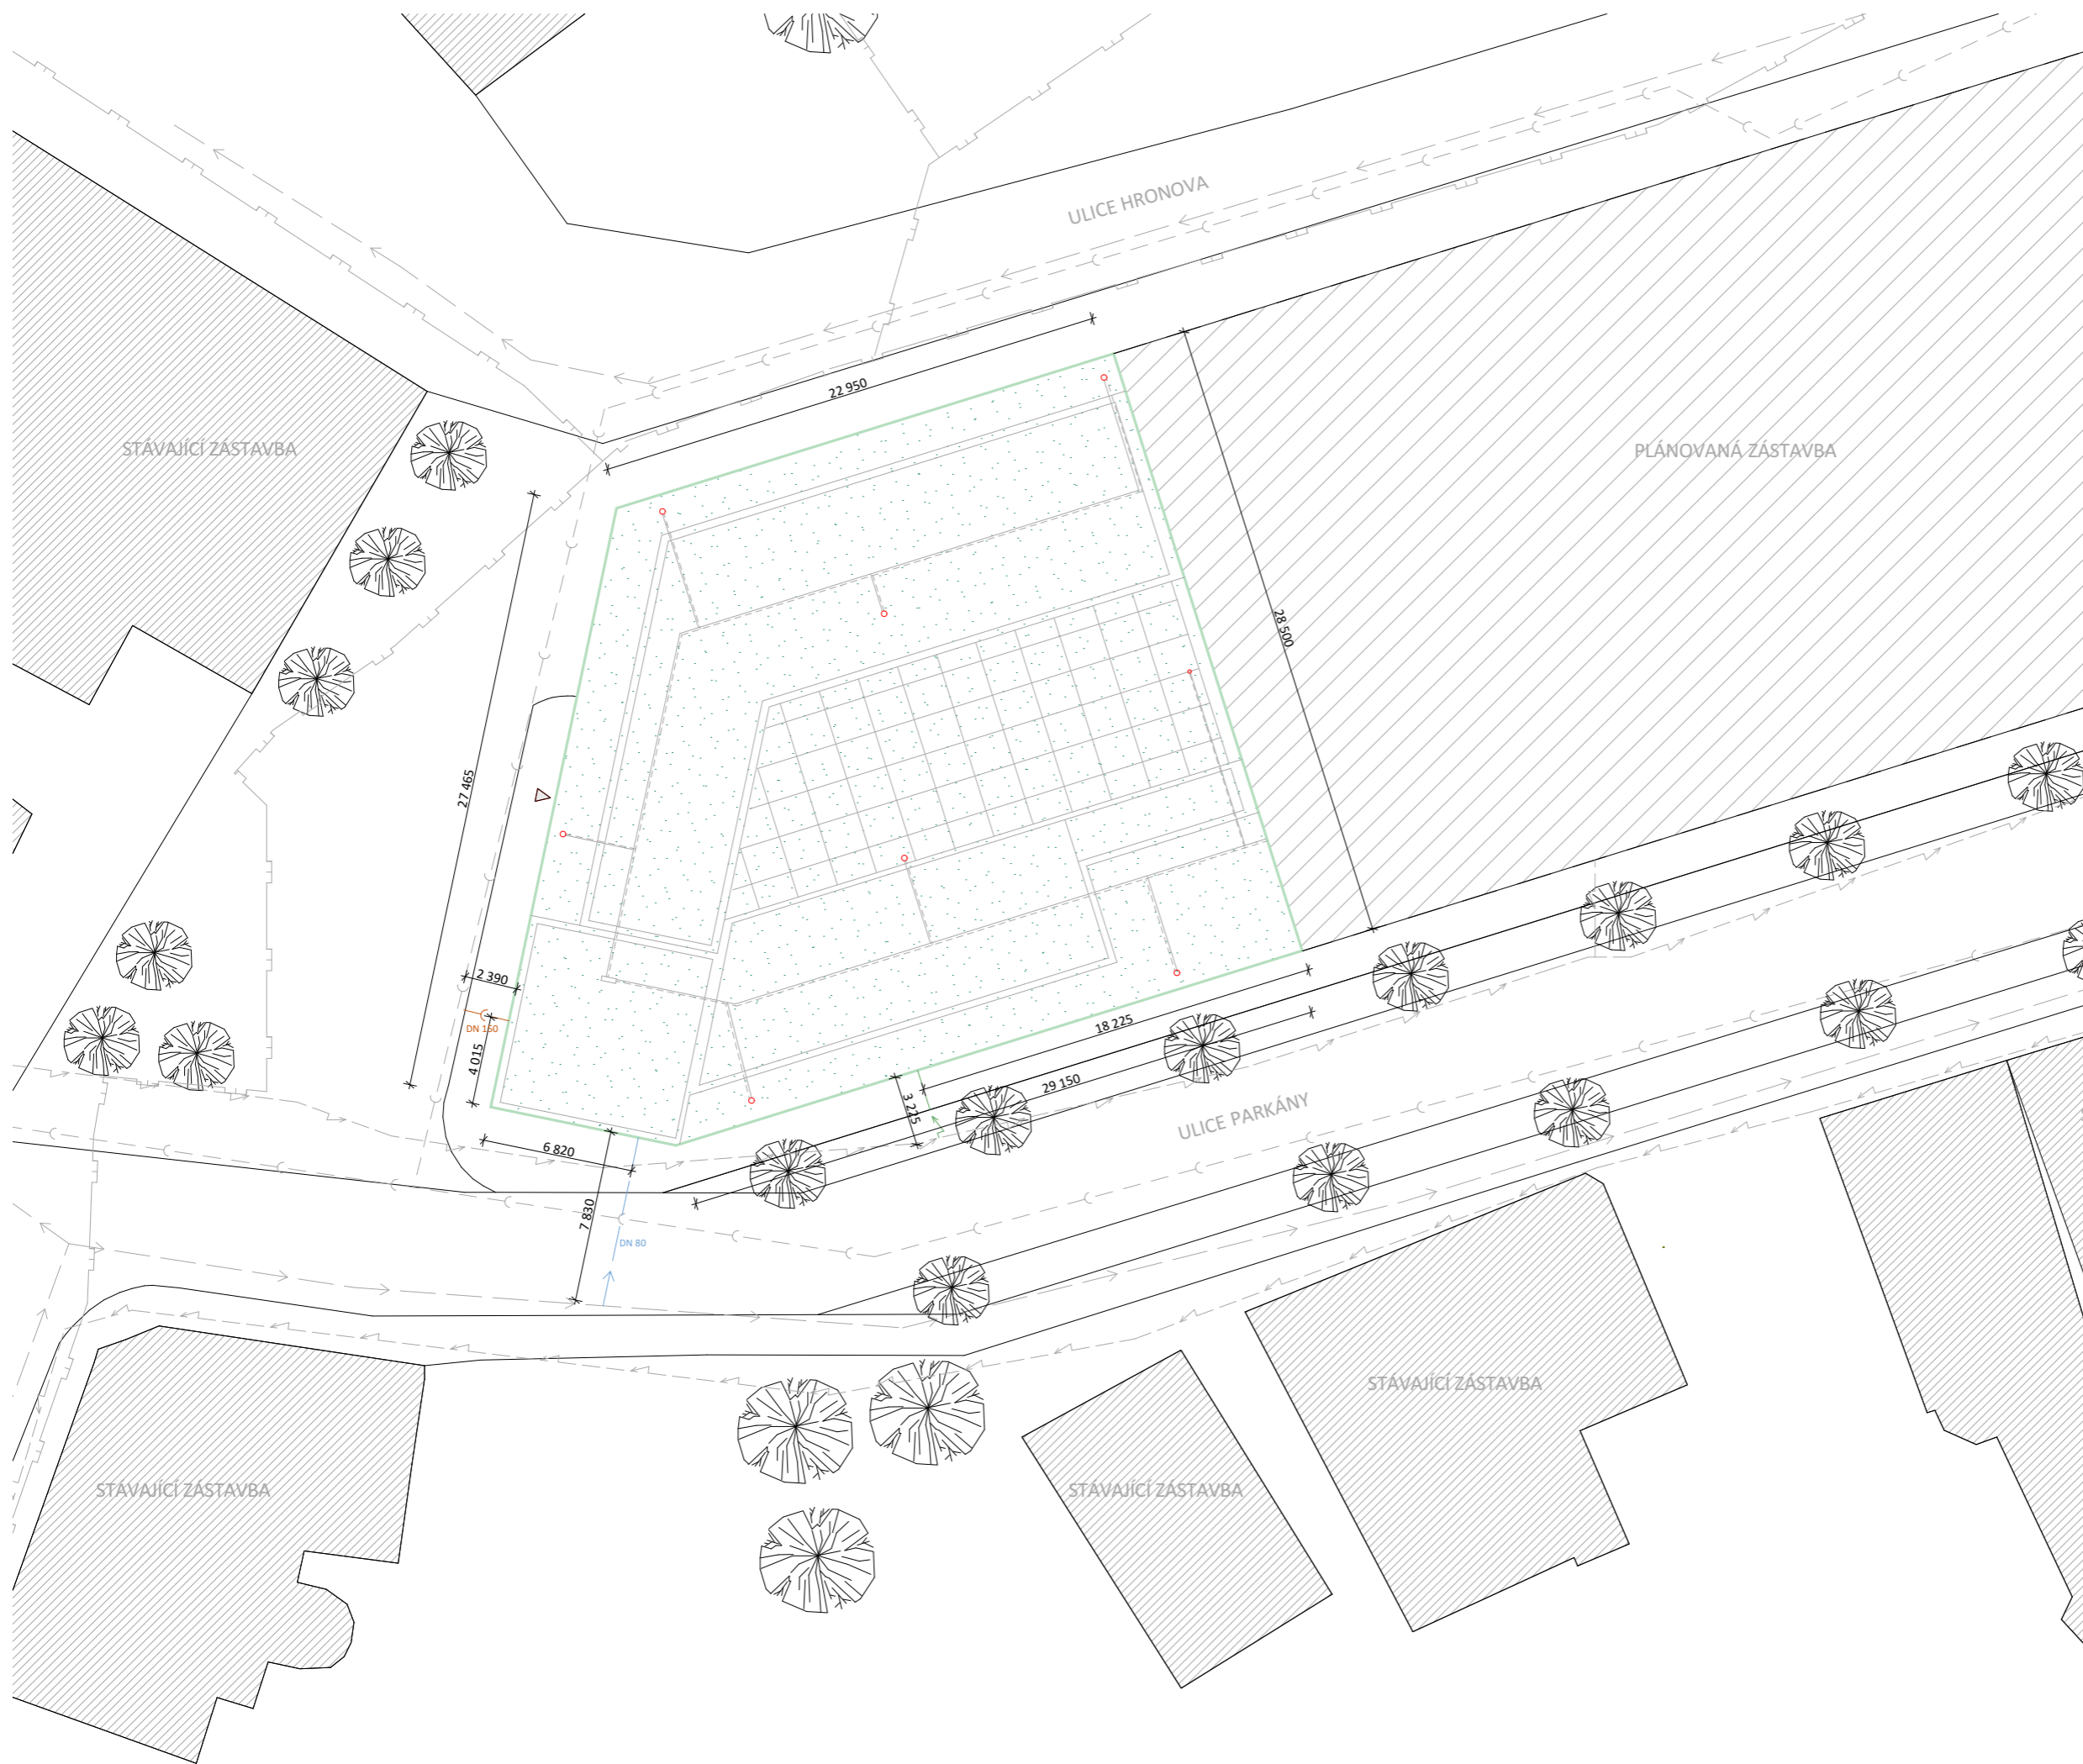 ULICE HRONOVA
22 950
STÁVAJÍCÍ ZÁSTAVBA
PLÁNOVANÁ ZÁSTAVBA
28 500
27 465
2 390
DN 160
4 015
18 225
29 150
3 225
ULICE PARKÁNY
6 820
7 830
DN 80
STÁVAJÍCÍ ZÁSTAVBA
STÁVAJÍCÍ ZÁSTAVBA
STÁVAJÍCÍ ZÁSTAVBA